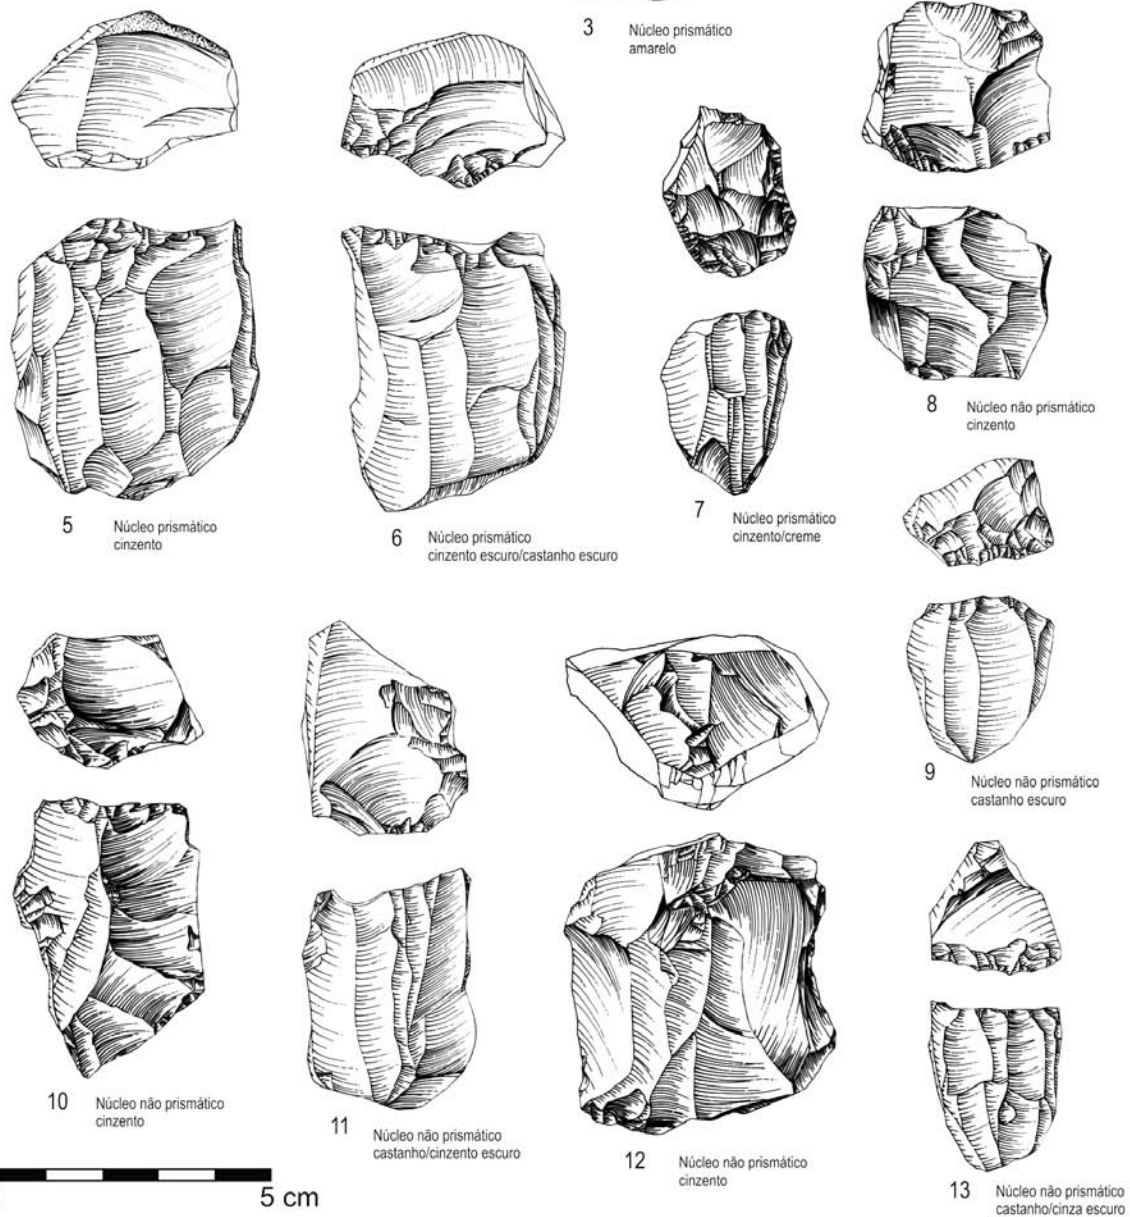 3 Núcleo prismático
amarelo
5 Núcleo prismático
cinzento
6 Núcleo prismático
cinzento escuro/castanho escuro
7 Núcleo prismático
cinzento/creme
8 Núcleo não prismático
cinzento
9 Núcleo não prismático
castanho escuro
10 Núcleo não prismático
cinzento
11 Núcleo não prismático
castanho/cinzento escuro
12 Núcleo não prismático
cinzento
13 Núcleo não prismático
castanho/cinza escuro
5 cm